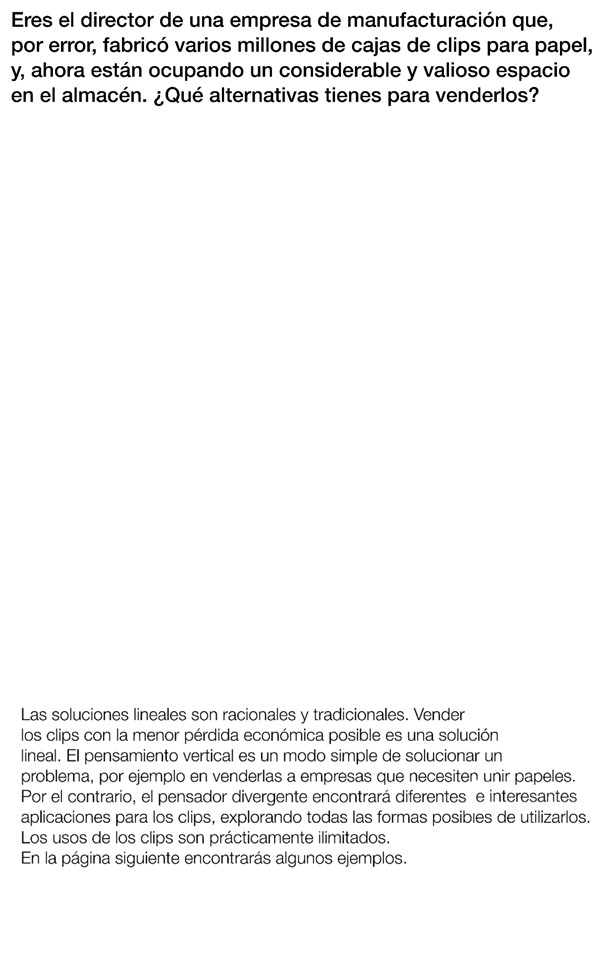 Eres el director de una empresa de manufacturación que,
por error, fabricó varios millones de cajas de clips para papel,
y, ahora están ocupando un considerable y valioso espacio
en el almacén. ¿Qué alternativas tienes para venderlos?
Las soluciones lineales son racionales y tradicionales. Vender
los clips con la menor pérdida económica posible es una solución
lineal. El pensamiento vertical es un modo simple de solucionar un
problema, por ejemplo en venderlas a empresas que necesiten unir papeles.
Por el contrario, el pensador divergente encontrará diferentes e interesantes
aplicaciones para los clips, explorando todas las formas posibles de utilizarlos.
Los usos de los clips son prácticamente ilimitados.
En la página siguiente encontrarás algunos ejemplos.